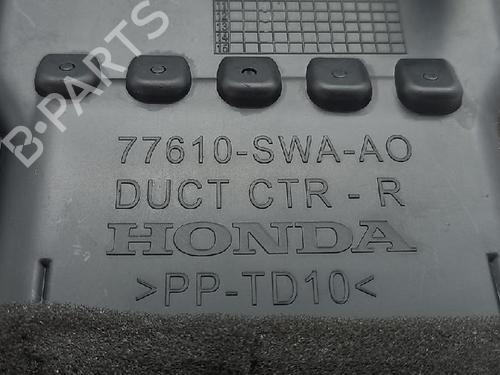 B-PARTS
77610-SWA-AO
DUCT CTR - R
HONDA
>PP-TD10<